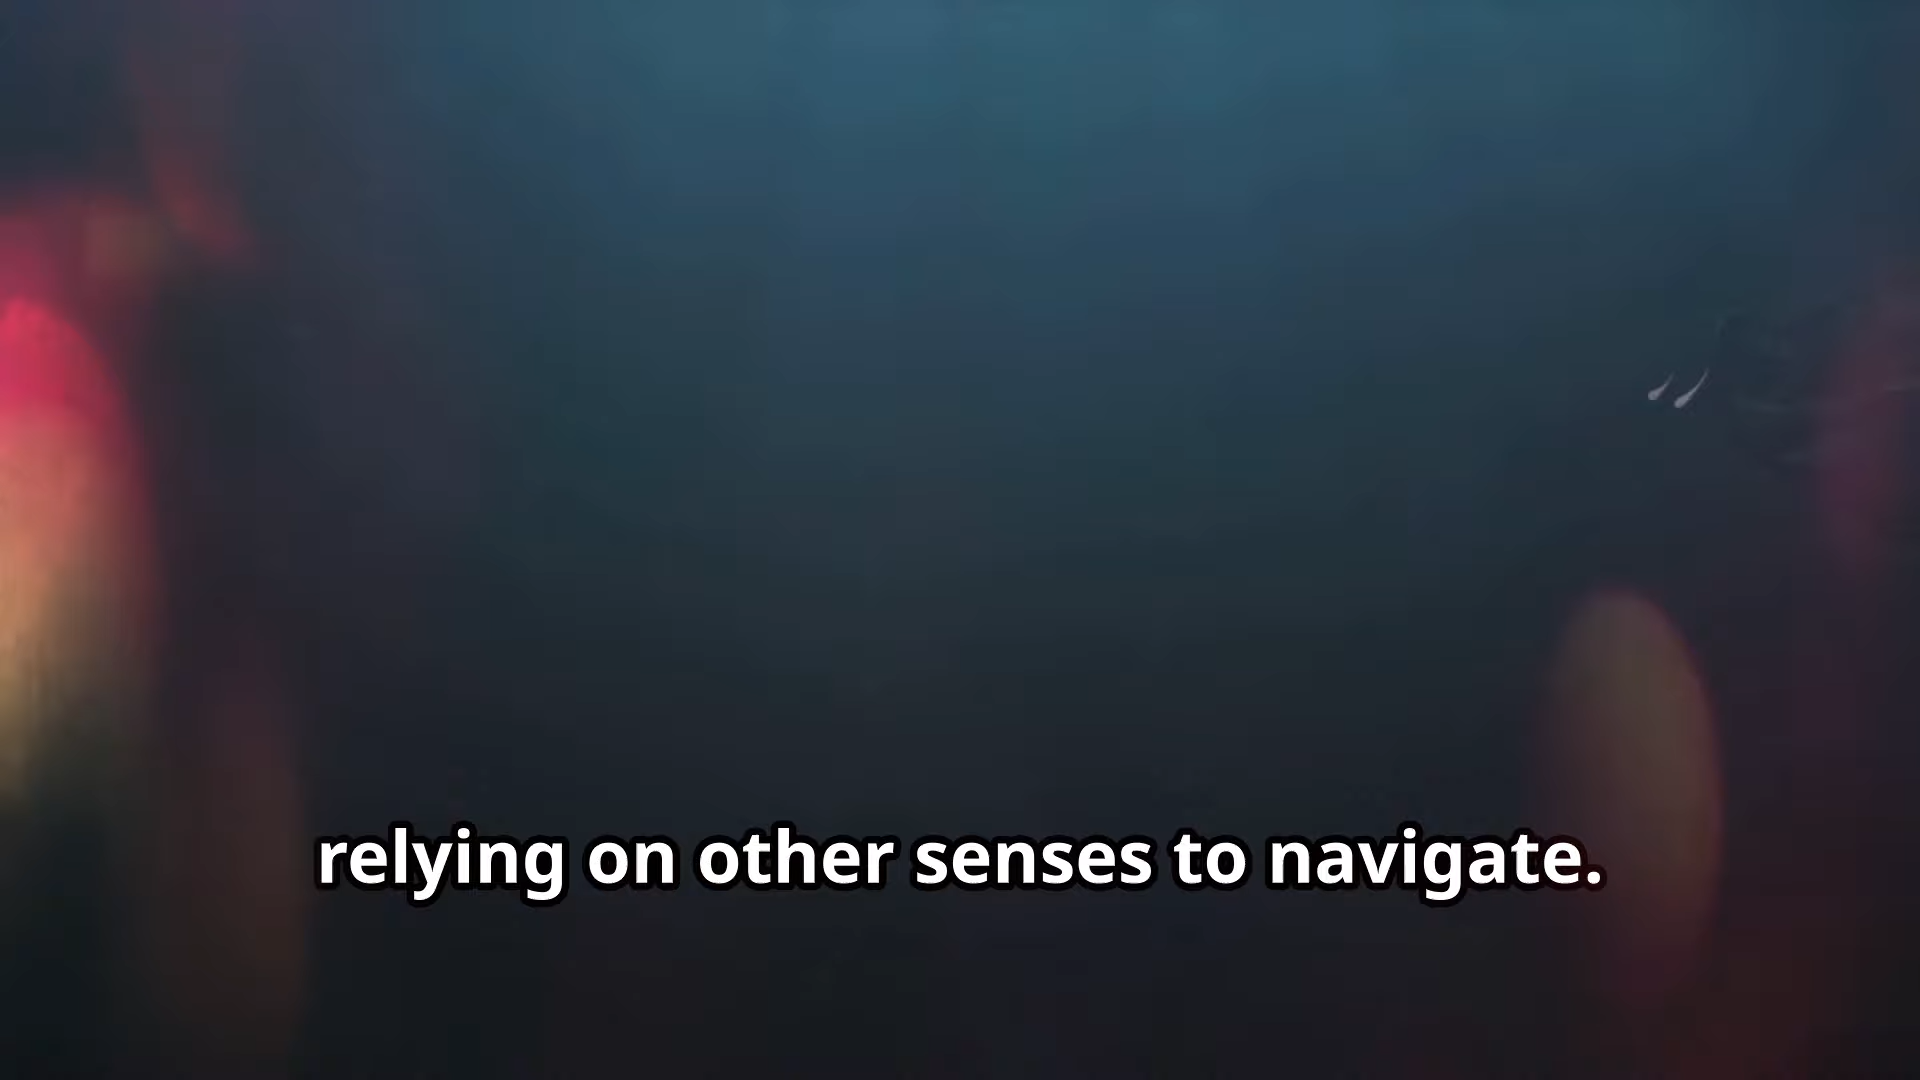 relying on other senses to navigate.